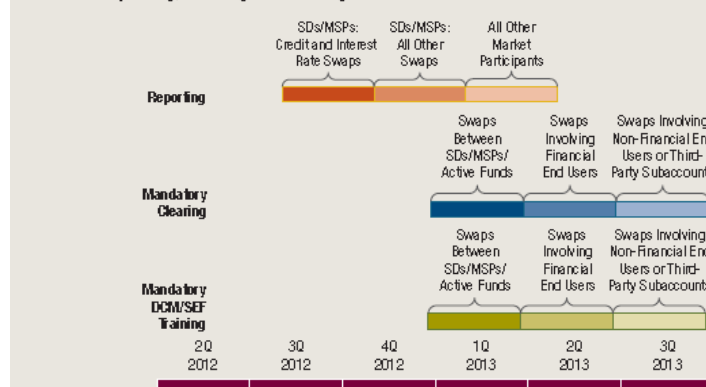 SDs/MSPs:
Credit and Interest
Rate Swaps
SDs/MSPs:
All Other
Swaps
All Other
Market
Participants
Reporting
Swaps
Between
SDs/MSPs/
Active Funds
Swaps
Involving
Financial
End Users
Swaps Involving
Non-Financial En
Users or Third-
Party Subaccount
Mandatory
Clearing
Swaps
Between
SDs/MSPs/
Active Funds
Swaps
Involving
Financial
End Users
Swaps Involving
Non-Financial En
Users or Third-
Party Subaccounts
Mandatory
DCM/SEF
Training
2Q
2012
3Q
2012
4Q
2012
1Q
2013
2Q
2013
3Q
2013